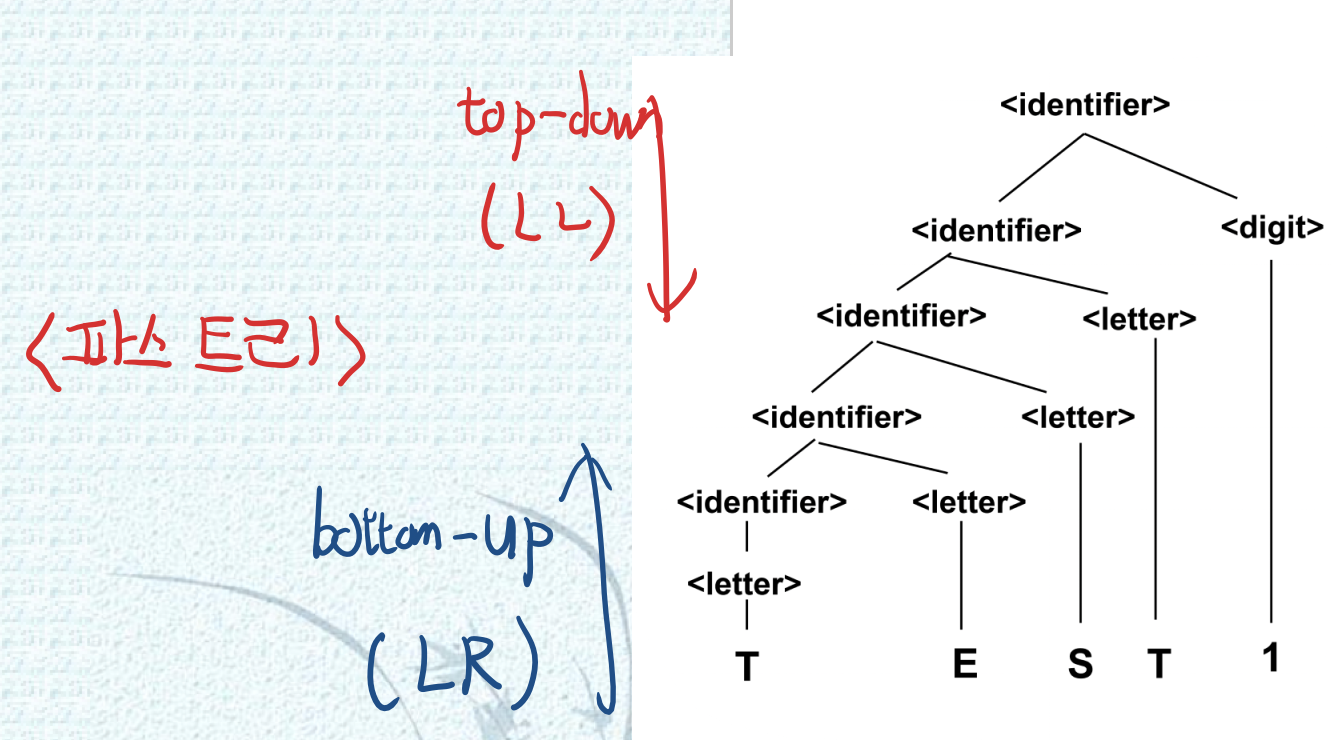 top-down
(LL)
<파스 트리>
bottom-up
(LR)
<identifier>
<identifier> <digit>
<identifier> <letter>
<identifier> <letter>
<identifier> <letter>
<letter>
T E S T 1